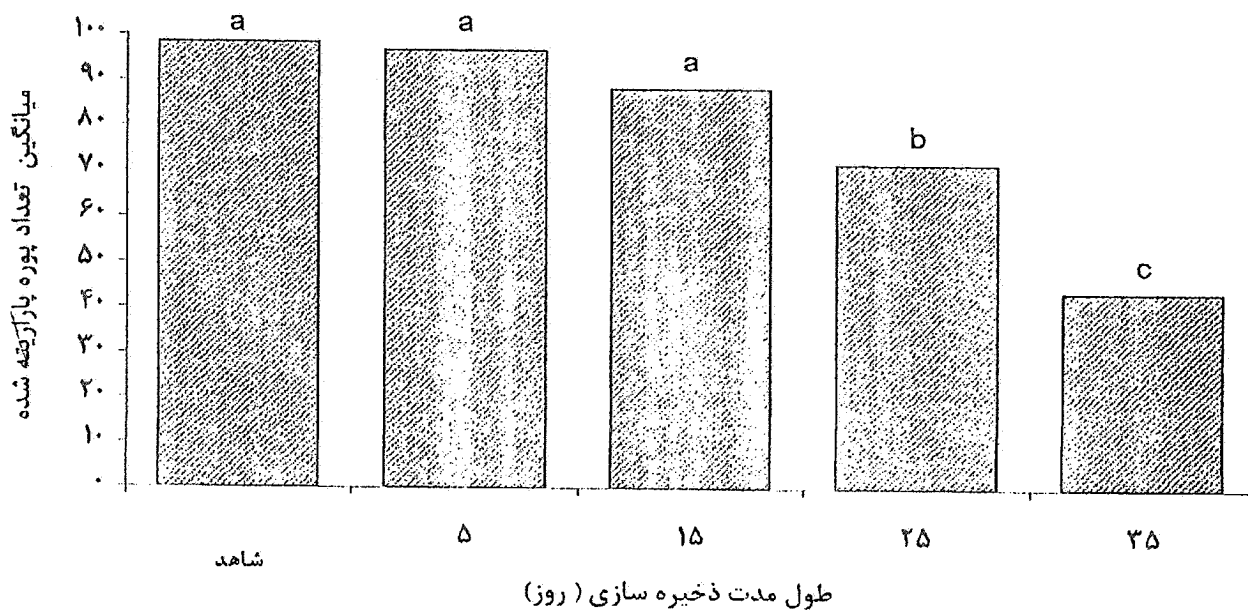 میانگین تعداد پوره پارازیته شده
۱۰۰
۹۰
۸۰
۷۰
۶۰
۵۰
۴۰
۳۰
۲۰
۱۰
۰
a
a
a
b
c
شاهد
۵
۱۵
۲۵
۳۵
طول مدت ذخیره سازی ( روز)